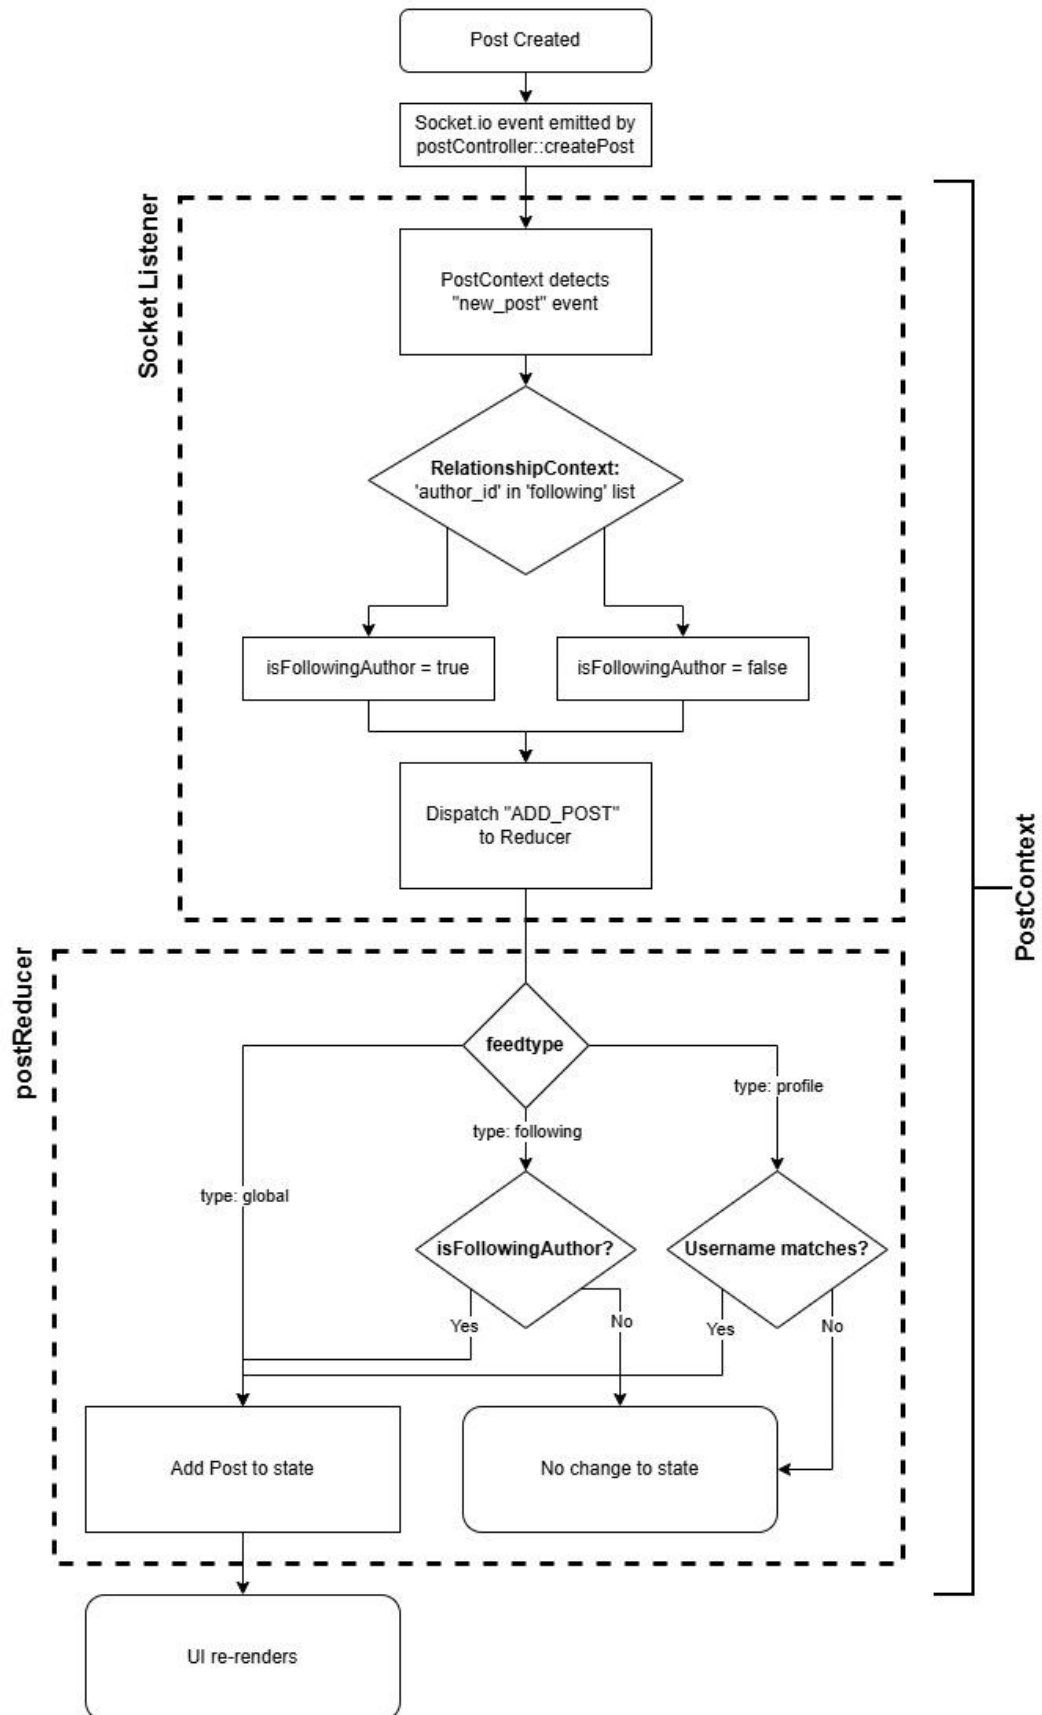 Post Created
Socket.io event emitted by
postController::createPost
Socket Listener
PostContext detects
"new_post" event
RelationshipContext:
'author_id' in 'following' list
isFollowingAuthor = true
isFollowingAuthor = false
Dispatch "ADD_POST"
to Reducer
PostContext
postReducer
feedtype
type: profile
type: following
type: global
isFollowingAuthor?
Username matches?
Yes
No
Yes
No
Add Post to state
No change to state
UI re-renders